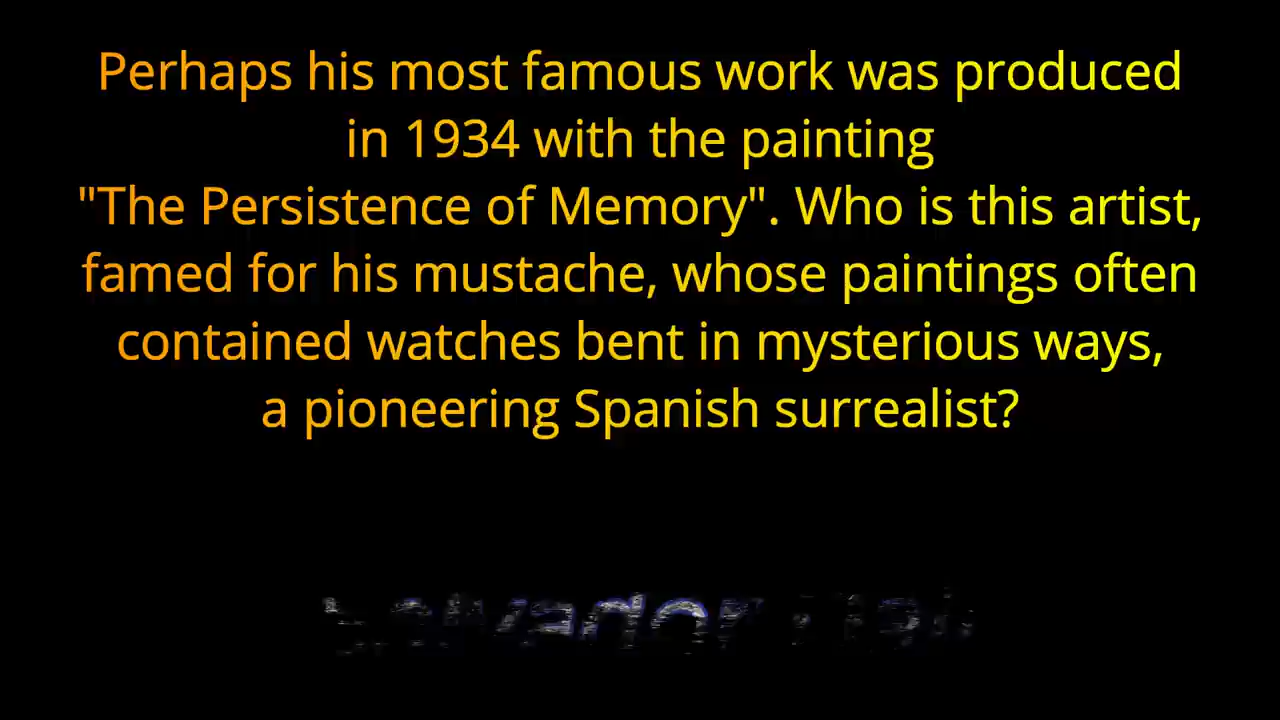 Perhaps his most famous work was produced
in 1934 with the painting
"The Persistence of Memory". Who is this artist,
famed for his mustache, whose paintings often
contained watches bent in mysterious ways,
a pioneering Spanish surrealist?
Salvador